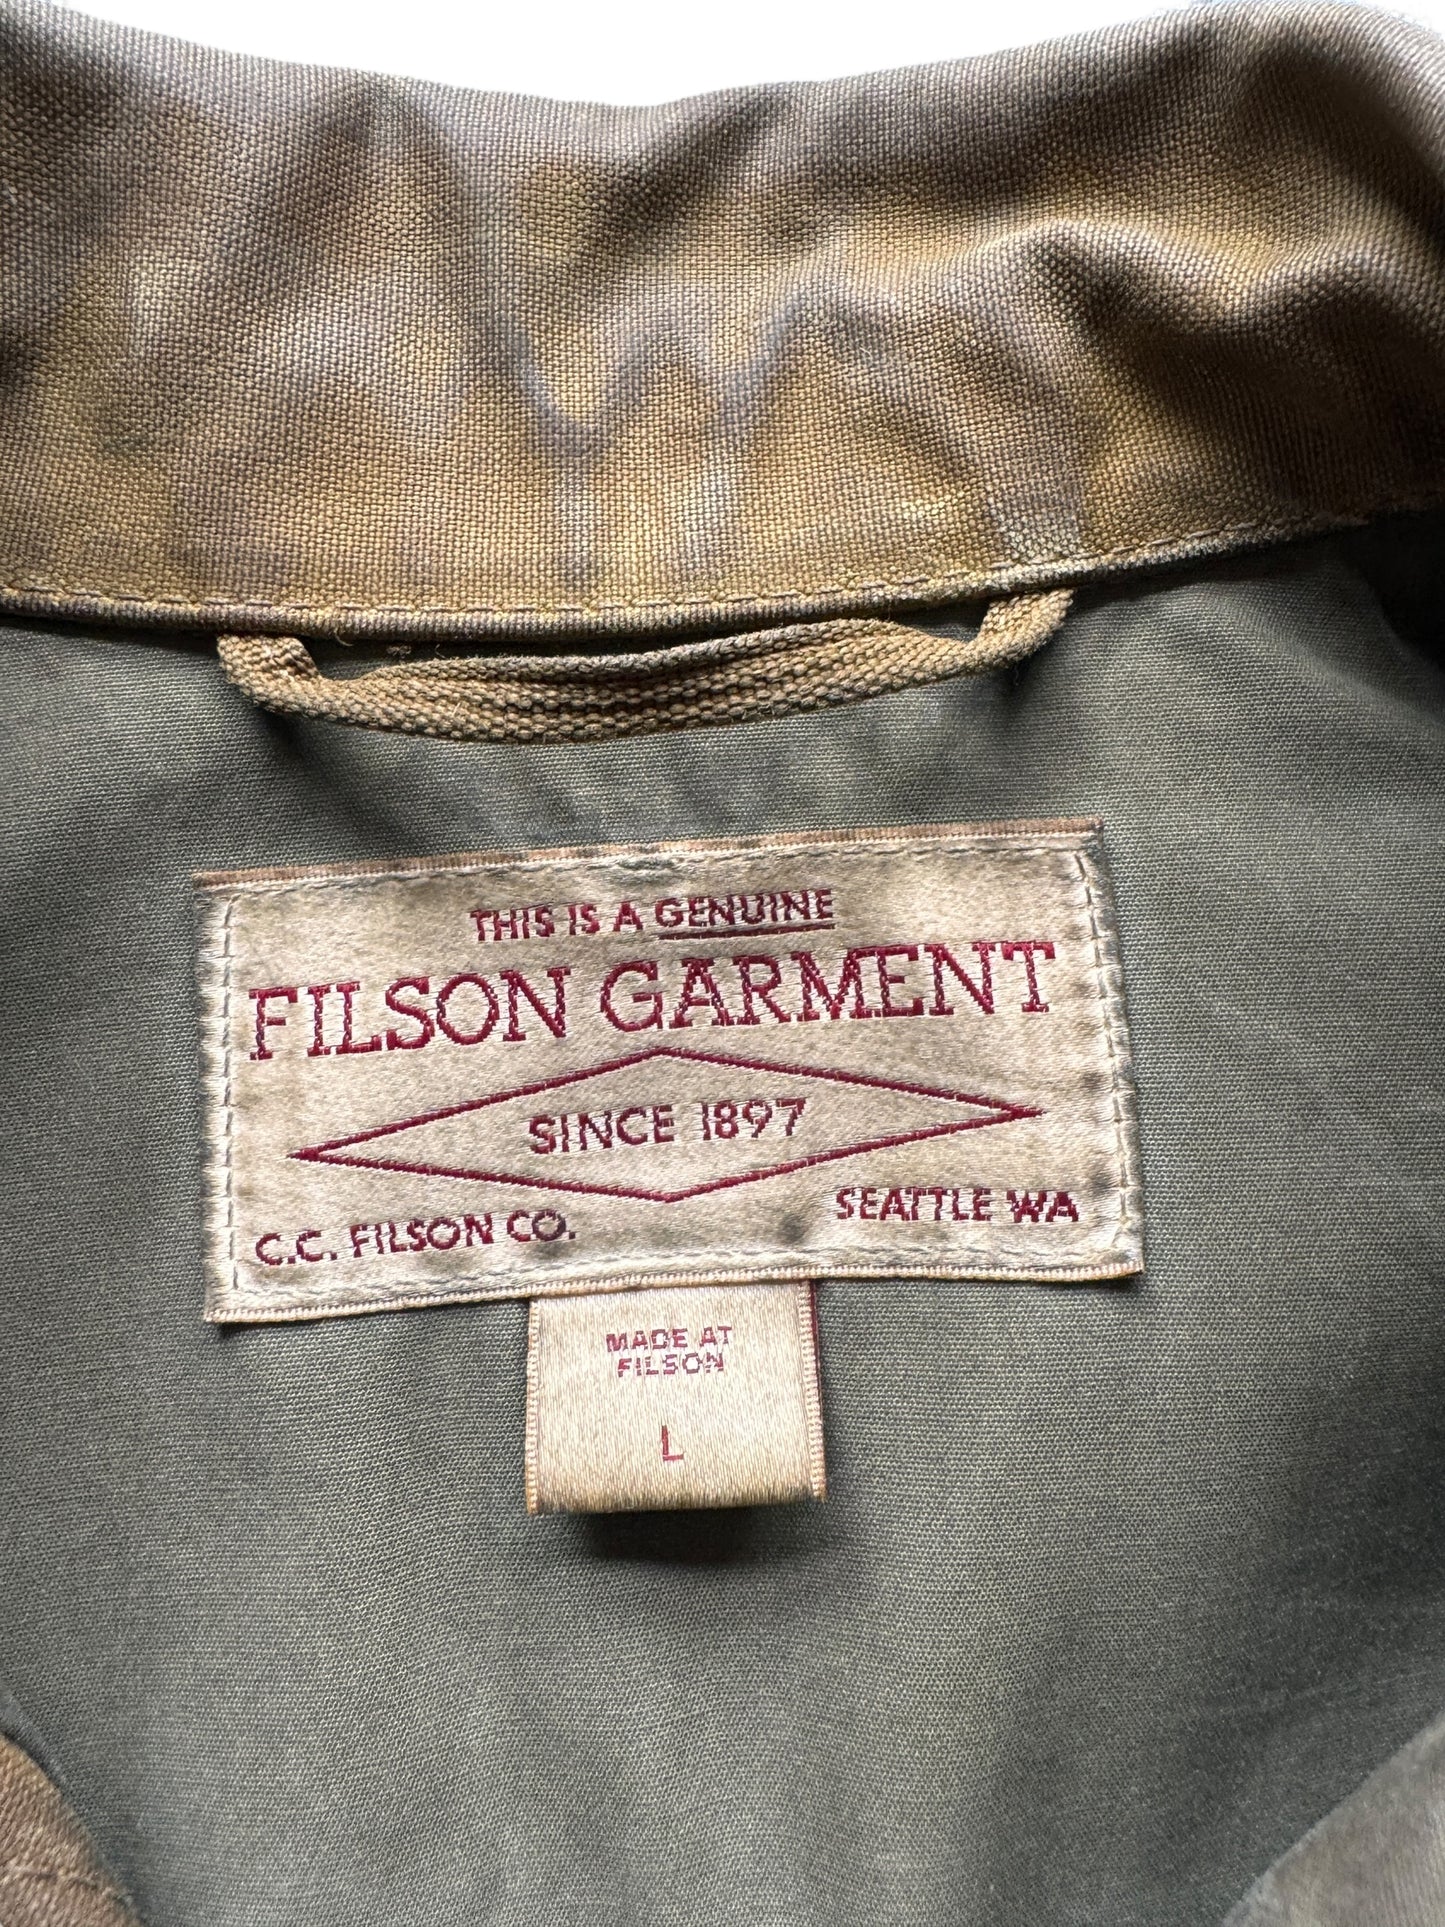 THIS IS A GENUINE
FILSON GARMENT
SINCE 1897
C.C. FILSON CO.
SEATTLE WA
MADE AT
FILSON
L